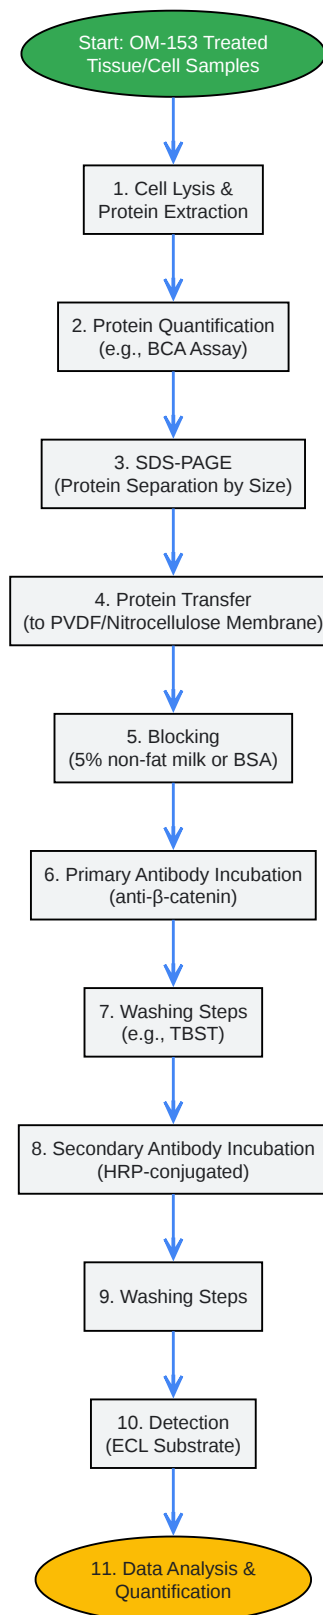 Start: OM-153 Treated
Tissue/Cell Samples
1. Cell Lysis &
Protein Extraction
2. Protein Quantification
(e.g., BCA Assay)
3. SDS-PAGE
(Protein Separation by Size)
4. Protein Transfer
(to PVDF/Nitrocellulose Membrane)
5. Blocking
(5% non-fat milk or BSA)
6. Primary Antibody Incubation
(anti-β-catenin)
7. Washing Steps
(e.g., TBST)
8. Secondary Antibody Incubation
(HRP-conjugated)
9. Washing Steps
10. Detection
(ECL Substrate)
11. Data Analysis &
Quantification